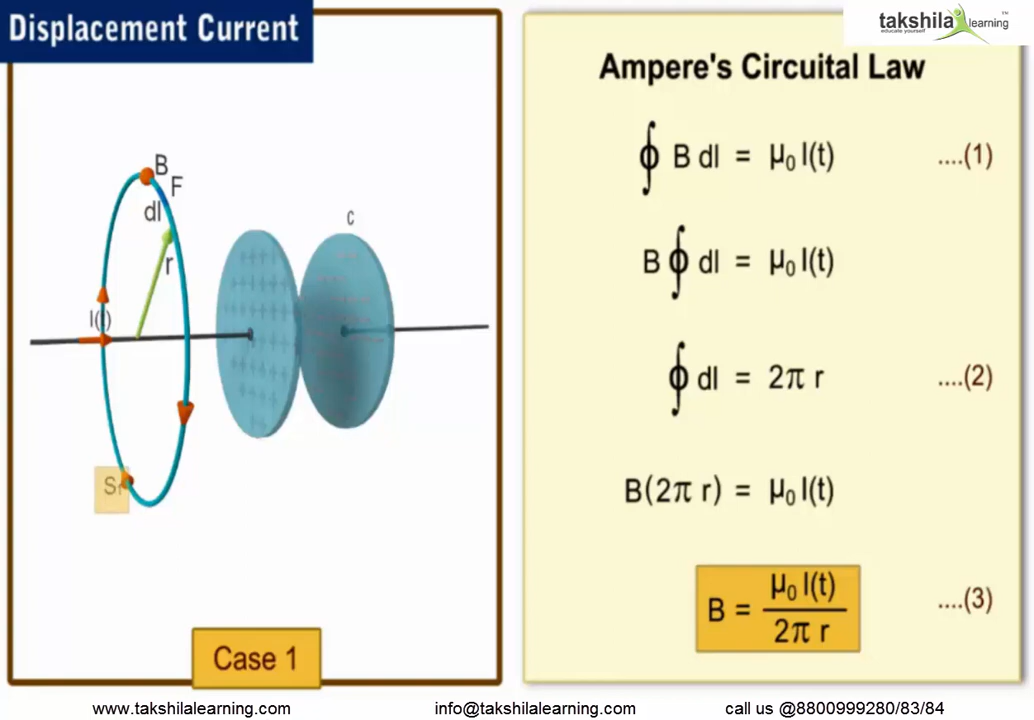 Displacement Current
takshila learning™
educate yourself
Ampere's Circuital Law
∮ B dl = μ₀ I(t) ....(1)
B ∮ dl = μ₀ I(t)
∮ dl = 2π r ....(2)
B(2π r) = μ₀ I(t)
B = μ₀ I(t) / 2π r ....(3)
B
F
dl
r
I(t)
C
+ + + +
Case 1
www.takshilalearning.com info@takshilalearning.com call us @8800999280/83/84